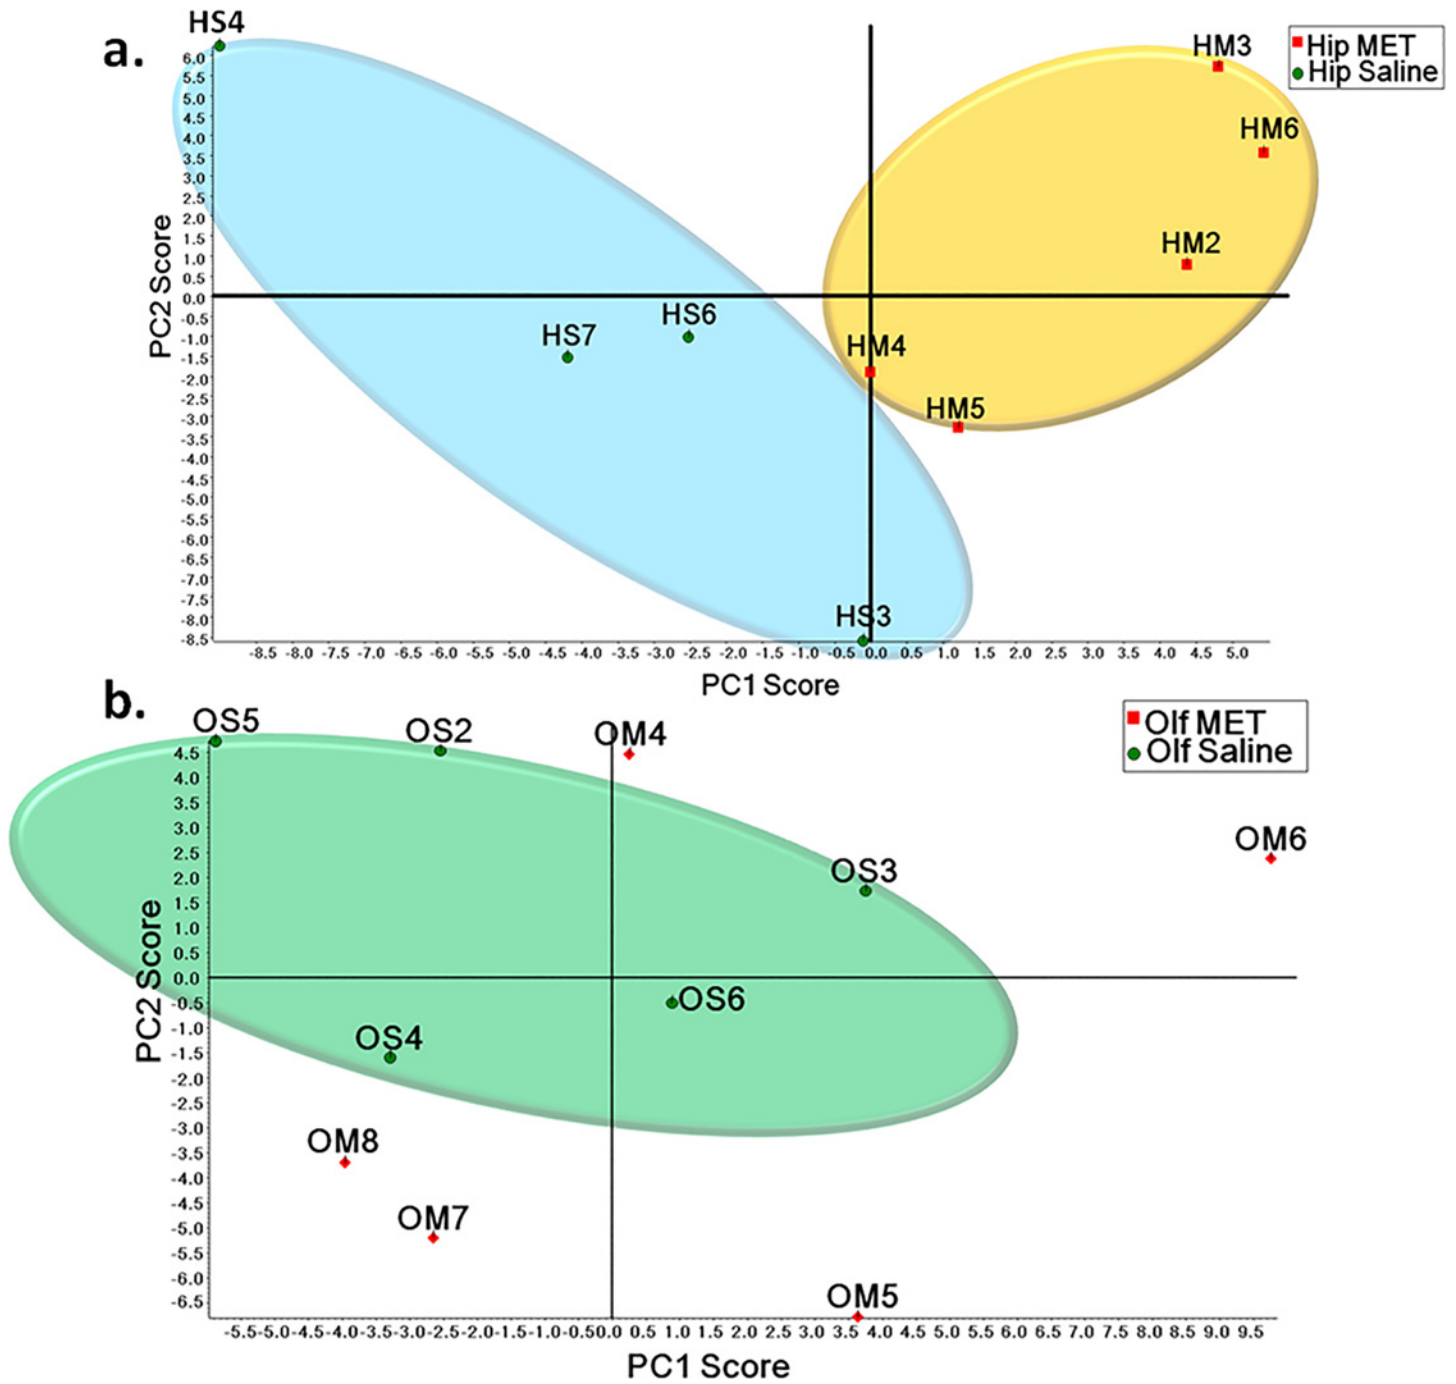 a.
HS4
HM3
Hip MET
Hip Saline
HM6
HM2
HS6
HS7
HM4
HM5
HS3
PC2 Score
6.0
5.5
5.0
4.5
4.0
3.5
3.0
2.5
2.0
1.5
1.0
0.5
0.0
-0.5
-1.0
-1.5
-2.0
-2.5
-3.0
-3.5
-4.0
-4.5
-5.0
-5.5
-6.0
-6.5
-7.0
-7.5
-8.0
-8.5
-8.5 -8.0 -7.5 -7.0 -6.5 -6.0 -5.5 -5.0 -4.5 -4.0 -3.5 -3.0 -2.5 -2.0 -1.5 -1.0 -0.5 0.0 0.5 1.0 1.5 2.0 2.5 3.0 3.5 4.0 4.5 5.0
PC1 Score
b.
OS5
OS2
OM4
Olf MET
Olf Saline
OM6
OS3
OS6
OS4
OM8
OM7
OM5
PC2 Score
4.5
4.0
3.5
3.0
2.5
2.0
1.5
1.0
0.5
0.0
-0.5
-1.0
-1.5
-2.0
-2.5
-3.0
-3.5
-4.0
-4.5
-5.0
-5.5
-6.0
-6.5
-5.5-5.0-4.5-4.0-3.5-3.0-2.5-2.0-1.5-1.0-0.50.0 0.5 1.0 1.5 2.0 2.5 3.0 3.5 4.0 4.5 5.0 5.5 6.0 6.5 7.0 7.5 8.0 8.5 9.0 9.5
PC1 Score